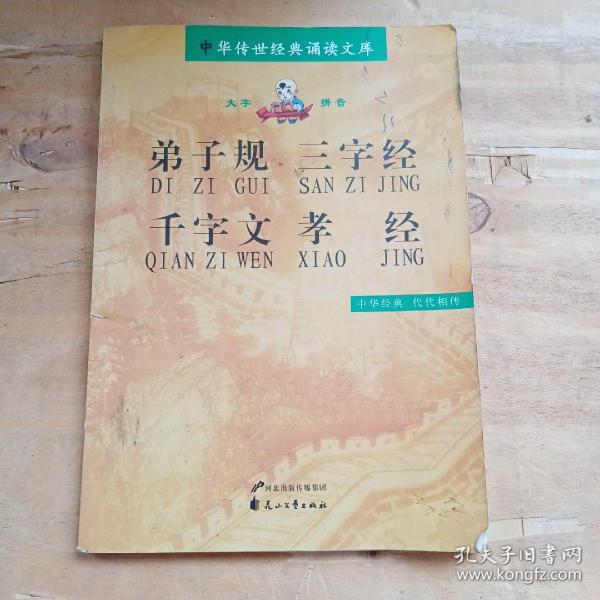 中华传世经典诵读文库
大字 拼音
弟子规 三字经
DI ZI GUI SAN ZI JING
千字文 孝 经
QIAN ZI WEN XIAO JING
中华经典 代代相传
河北出版传媒集团
花山文艺出版社
孔夫子旧书网
www.kongfz.com